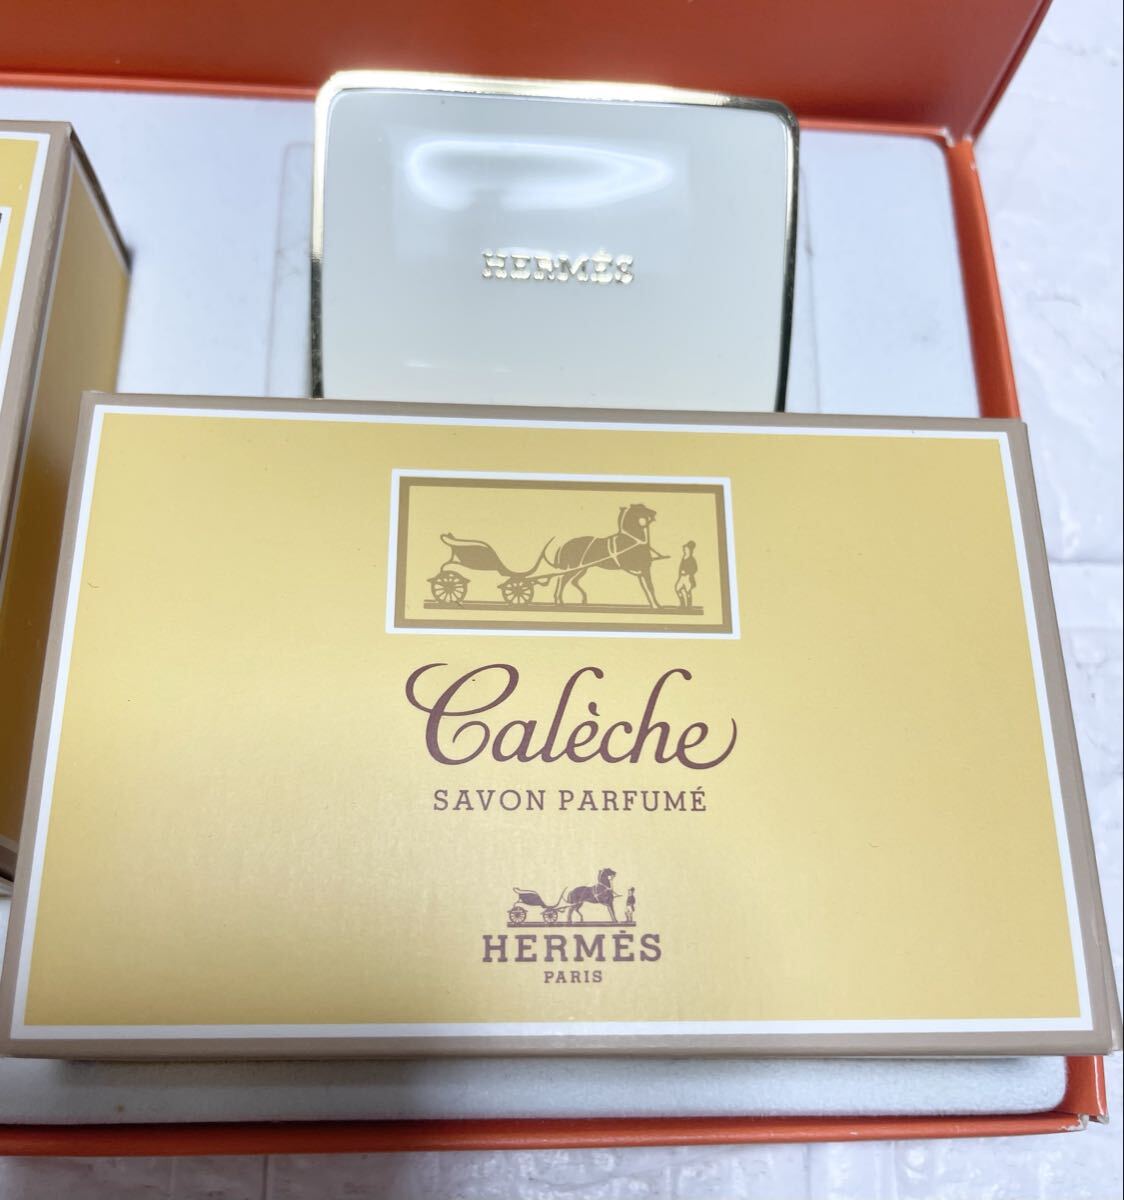 HERMÈS
Calèche
SAVON PARFUMÉ
HERMÈS
PARIS